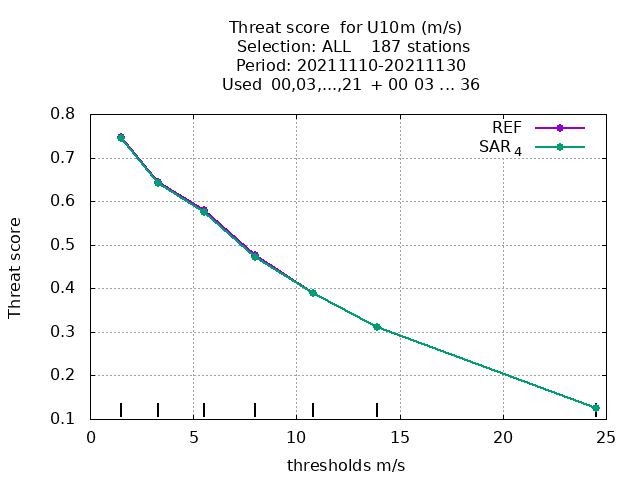 Threat score for U10m (m/s)
Selection: ALL 187 stations
Period: 20211110-20211130
Used 00,03,...,21 + 00 03 ... 36
REF
SAR 4
Threat score
0.8
0.7
0.6
0.5
0.4
0.3
0.2
0.1
0 5 10 15 20 25
thresholds m/s